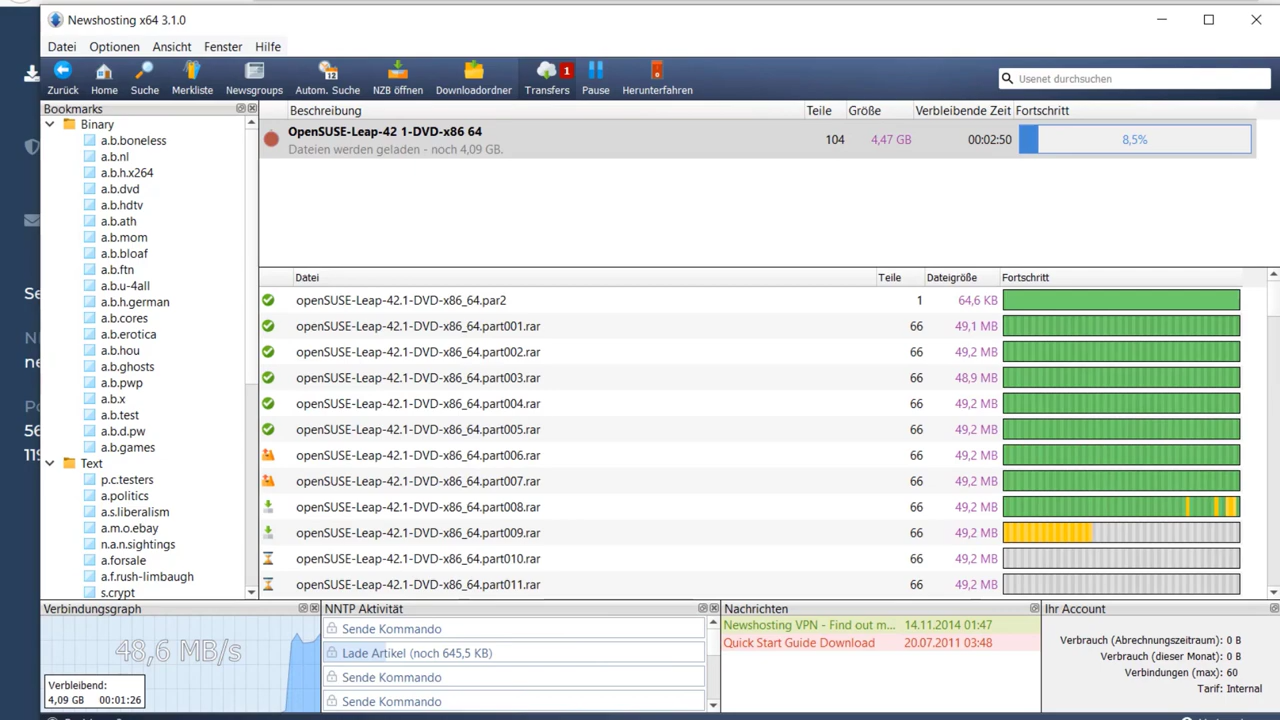 Newshosting x64 3.1.0
Datei Optionen Ansicht Fenster Hilfe
Zurück Home Suche Merkliste Newsgroups Autom. Suche NZB öffnen Downloadordner Transfers 1 Pause Herunterfahren Usenet durchsuchen
12
Bookmarks
Binary
a.b.boneless
a.b.nl
a.b.h.x264
a.b.dvd
a.b.hdtv
a.b.ath
a.b.mom
a.b.bloaf
a.b.ftn
a.b.u-4all
a.b.h.german
a.b.cores
a.b.erotica
a.b.hou
a.b.ghosts
a.b.pwp
a.b.x
a.b.test
a.b.d.pw
a.b.games
Text
p.c.testers
a.politics
a.s.liberalism
a.m.o.ebay
n.a.n.sightings
a.forsale
a.f.rush-limbaugh
s.crypt
Beschreibung Teile Größe Verbleibende Zeit Fortschritt
OpenSUSE-Leap-42 1-DVD-x86 64
Dateien werden geladen - noch 4,09 GB.
104 4,47 GB 00:02:50 8,5%
Datei Teile Dateigröße Fortschritt
openSUSE-Leap-42.1-DVD-x86_64.par2 1 64,6 KB
openSUSE-Leap-42.1-DVD-x86_64.part001.rar 66 49,1 MB
openSUSE-Leap-42.1-DVD-x86_64.part002.rar 66 49,2 MB
openSUSE-Leap-42.1-DVD-x86_64.part003.rar 66 48,9 MB
openSUSE-Leap-42.1-DVD-x86_64.part004.rar 66 49,2 MB
openSUSE-Leap-42.1-DVD-x86_64.part005.rar 66 49,2 MB
openSUSE-Leap-42.1-DVD-x86_64.part006.rar 66 49,2 MB
openSUSE-Leap-42.1-DVD-x86_64.part007.rar 66 49,2 MB
openSUSE-Leap-42.1-DVD-x86_64.part008.rar 66 49,2 MB
openSUSE-Leap-42.1-DVD-x86_64.part009.rar 66 49,2 MB
openSUSE-Leap-42.1-DVD-x86_64.part010.rar 66 49,2 MB
openSUSE-Leap-42.1-DVD-x86_64.part011.rar 66 49,2 MB
Verbindungsgraph
48,6 MB/s
Verbleibend:
4,09 GB 00:01:26
NNTP Aktivität
Sende Kommando
Lade Artikel (noch 645,5 KB)
Sende Kommando
Sende Kommando
Nachrichten
Newshosting VPN - Find out m... 14.11.2014 01:47
Quick Start Guide Download 20.07.2011 03:48
Ihr Account
Verbrauch (Abrechnungszeitraum): 0 B
Verbrauch (dieser Monat): 0 B
Verbindungen (max): 60
Tarif: Internal